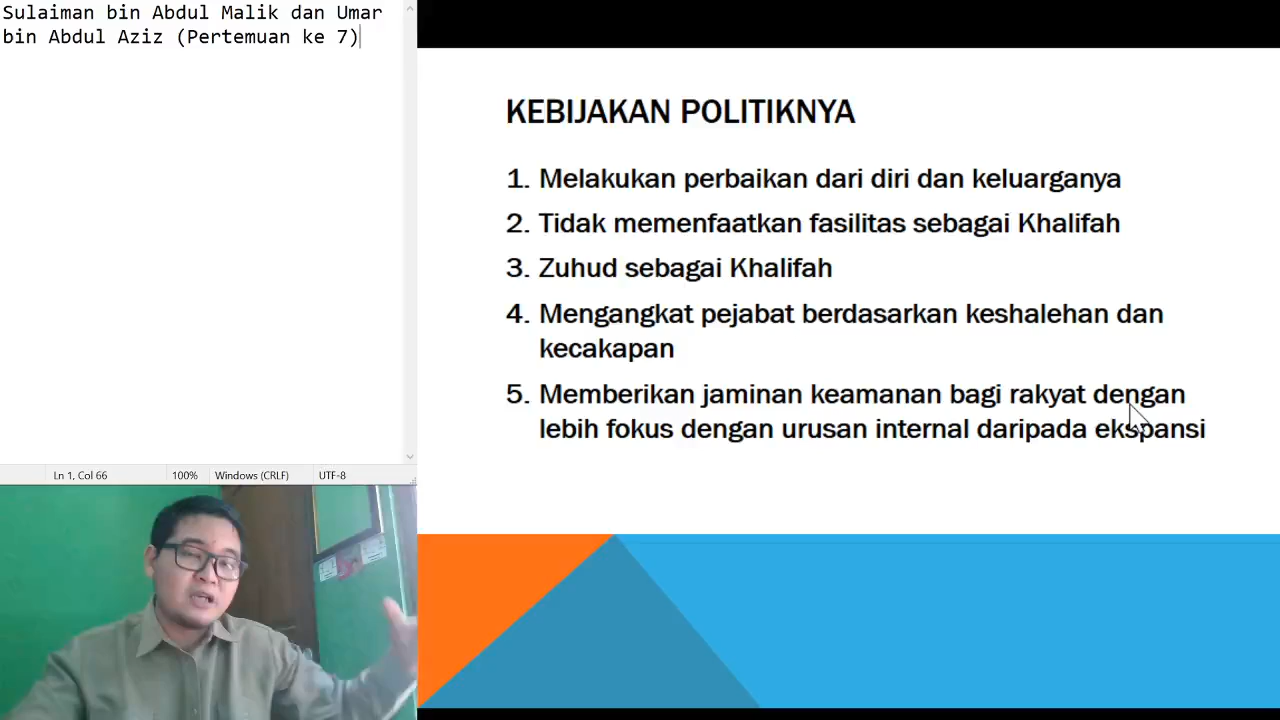 Sulaiman bin Abdul Malik dan Umar
bin Abdul Aziz (Pertemuan ke 7)
KEBIJAKAN POLITIKNYA
1. Melakukan perbaikan dari diri dan keluarganya
2. Tidak memenfaatkan fasilitas sebagai Khalifah
3. Zuhud sebagai Khalifah
4. Mengangkat pejabat berdasarkan keshalehan dan
kecakapan
5. Memberikan jaminan keamanan bagi rakyat dengan
lebih fokus dengan urusan internal daripada ekspansi
Ln 1, Col 66 100% Windows (CRLF) UTF-8